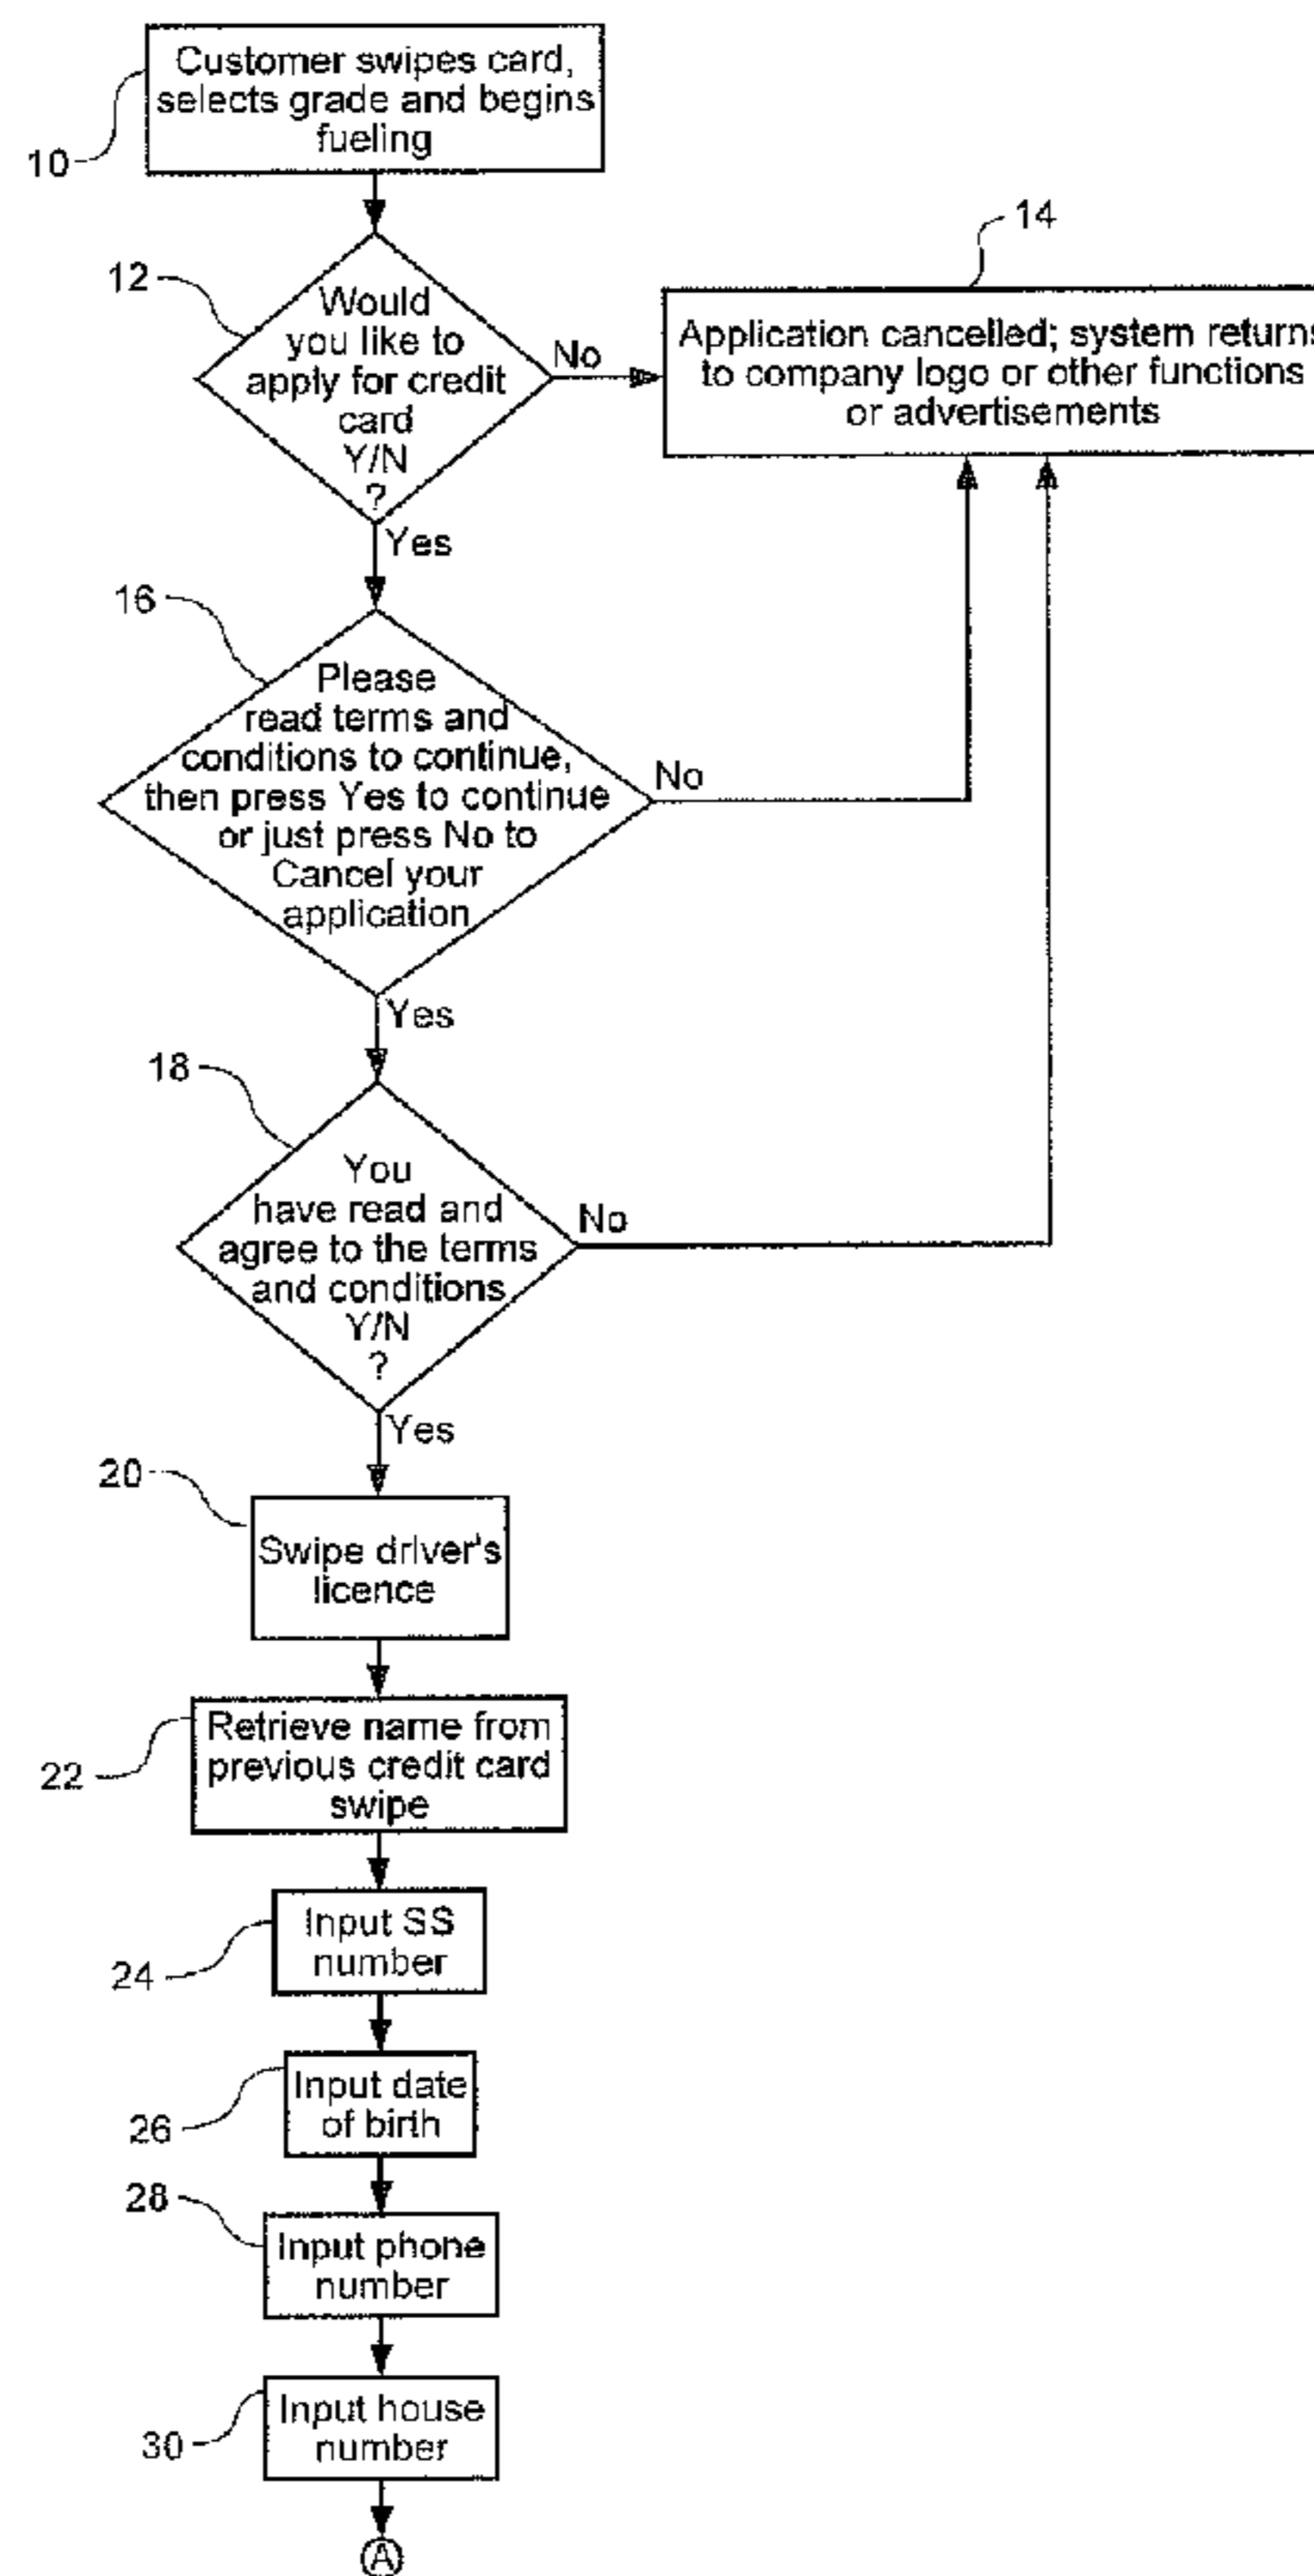 Customer swipes card,
selects grade and begins
fueling
10
14
12
Would
you like to
apply for credit
card
Y/N
?
No
Application cancelled; system returns
to company logo or other functions
or advertisements
Yes
16
Please
read terms and
conditions to continue,
then press Yes to continue
or just press No to
Cancel your
application
No
Yes
18
You
have read and
agree to the terms
and conditions
Y/N
?
No
Yes
20
Swipe driver's
licence
22
Retrieve name from
previous credit card
swipe
24
Input SS
number
26
Input date
of birth
28
Input phone
number
30
Input house
number
A